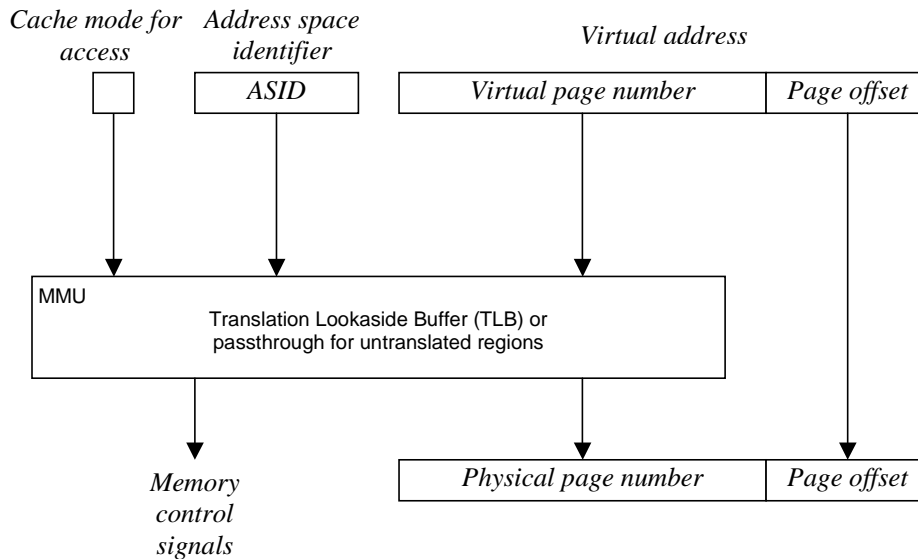 Cache mode for
access
Address space
identifier
Virtual address
ASID
Virtual page number
Page offset
MMU
Translation Lookaside Buffer (TLB) or
passthrough for untranslated regions
Memory
control
signals
Physical page number
Page offset